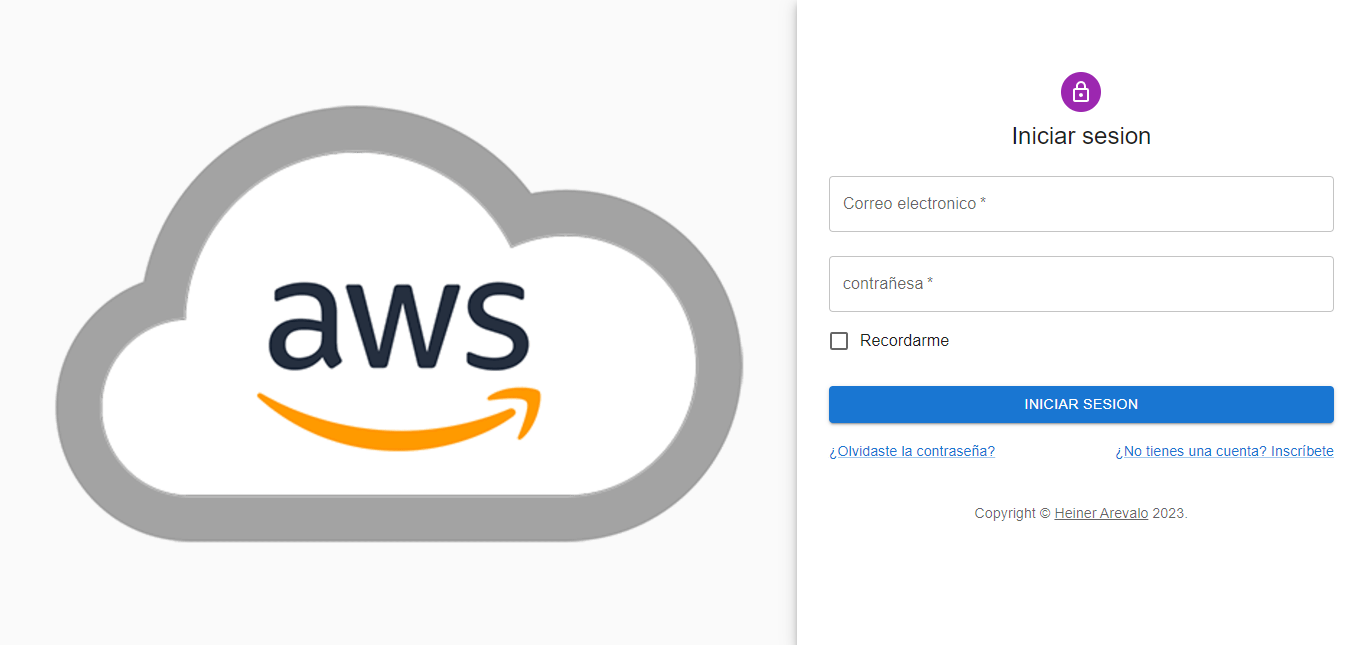 aws
Iniciar sesion
Correo electronico *
contrañesa *
Recordarme
INICIAR SESION
¿Olvidaste la contraseña?
¿No tienes una cuenta? Inscríbete
Copyright © Heiner Arevalo 2023.